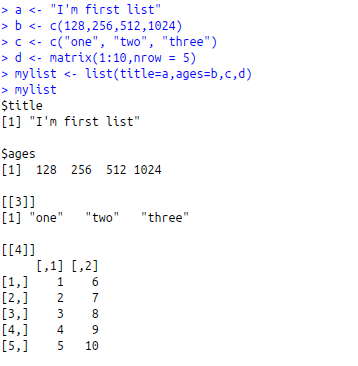 > a <- "I'm first list"
> b <- c(128,256,512,1024)
> c <- c("one", "two", "three")
> d <- matrix(1:10,nrow = 5)
> mylist <- list(title=a,ages=b,c,d)
> mylist
$title
[1] "I'm first list"

$ages
[1]  128  256  512 1024

[[3]]
[1] "one"   "two"   "three"

[[4]]
     [,1] [,2]
[1,]    1    6
[2,]    2    7
[3,]    3    8
[4,]    4    9
[5,]    5   10